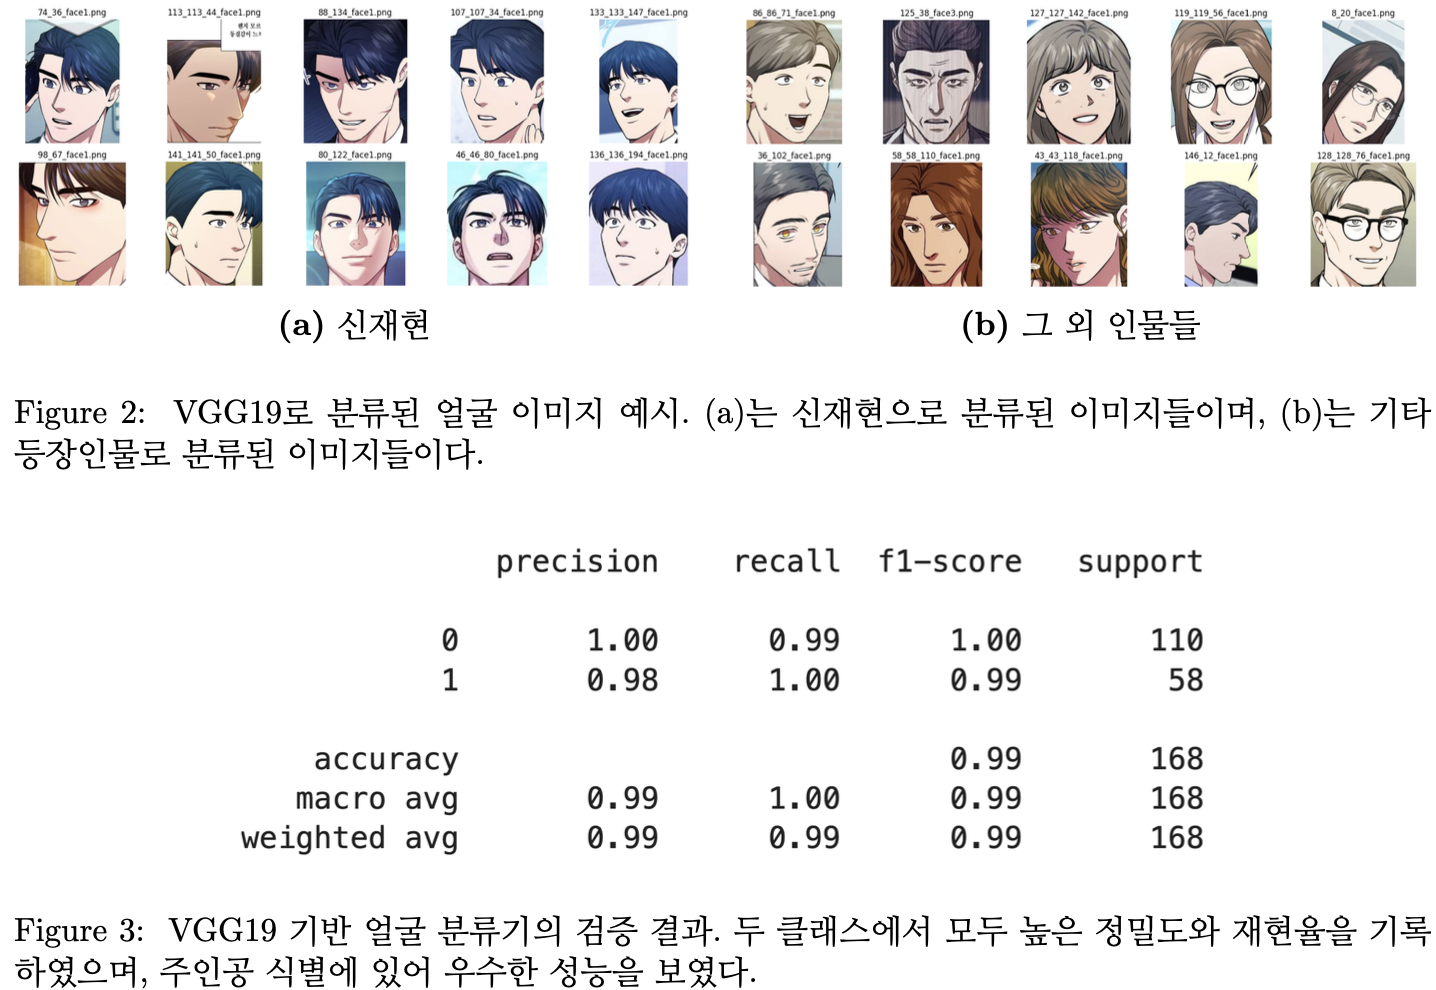 74_36_face1.png 113_113_44_face1.png 88_134_face1.png 107_107_34_face1.png 133_133_147_face1.png 86_86_71_face1.png 125_38_face3.png 127_127_142_face1.png 119_119_56_face1.png 8_20_face1.png
98_67_face1.png 141_141_50_face1.png 80_122_face1.png 46_46_80_face1.png 136_136_194_face1.png 36_102_face1.png 58_58_110_face1.png 43_43_118_face1.png 146_12_face1.png 128_128_76_face1.png
(a) 신재현 (b) 그 외 인물들
Figure 2: VGG19로 분류된 얼굴 이미지 예시. (a)는 신재현으로 분류된 이미지들이며, (b)는 기타
등장인물로 분류된 이미지들이다.
precision recall f1-score support
0 1.00 0.99 1.00 110
1 0.98 1.00 0.99 58
accuracy 0.99 168
macro avg 0.99 1.00 0.99 168
weighted avg 0.99 0.99 0.99 168
Figure 3: VGG19 기반 얼굴 분류기의 검증 결과. 두 클래스에서 모두 높은 정밀도와 재현율을 기록
하였으며, 주인공 식별에 있어 우수한 성능을 보였다.